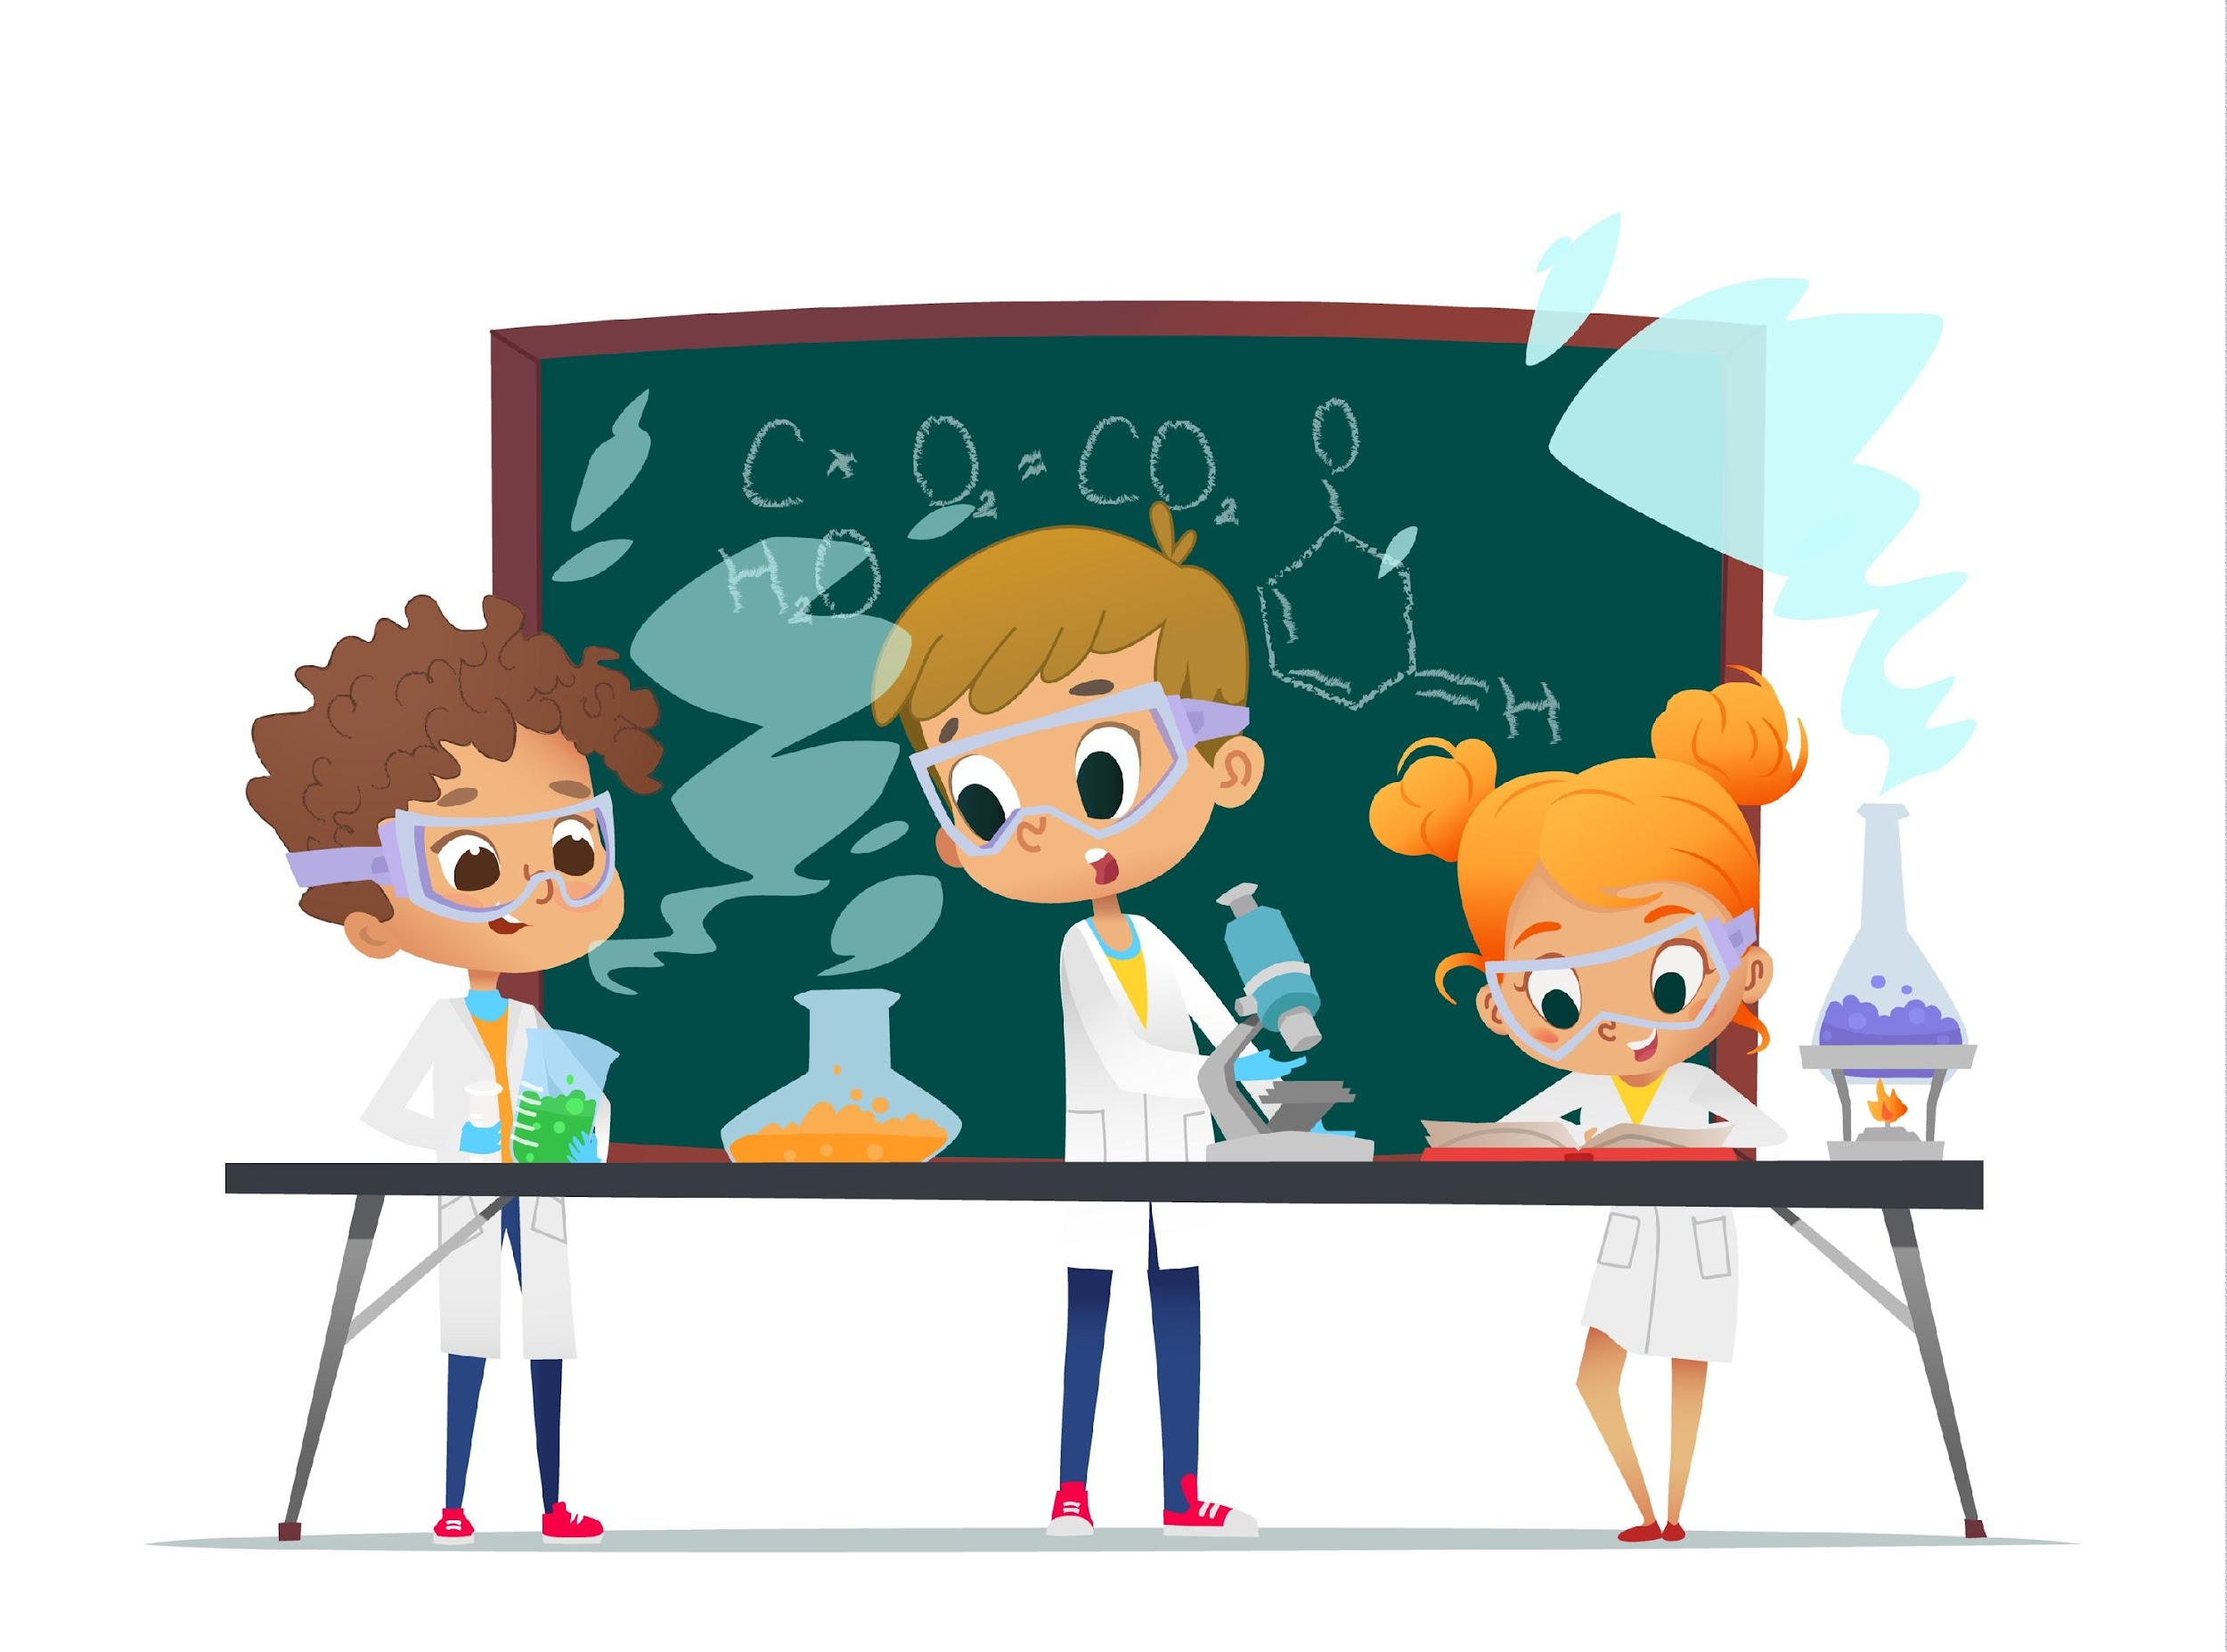 C + O₂ = CO₂
O
H₂O
H